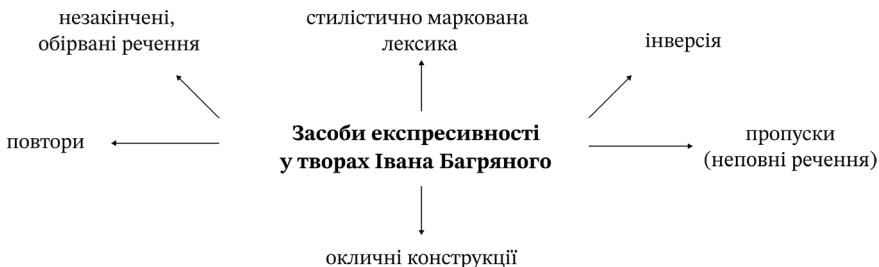 незакінчені,
обірвані речення
стилістично маркована
лексика
інверсія
повтори
Засоби експресивності
у творах Івана Багряного
пропуски
(неповні речення)
окличні конструкції